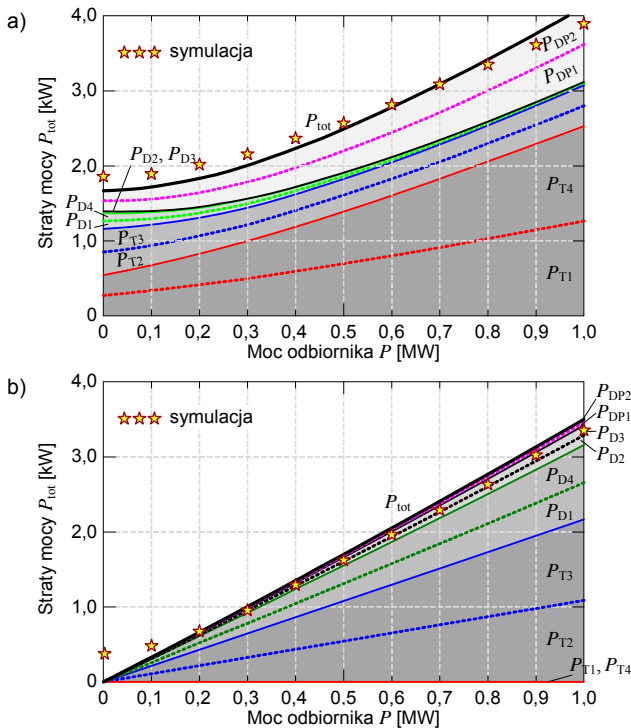 a)
4,0
symulacja
P_DP2
P_DP1
3,0
P_tot
P_D2, P_D3
2,0
P_T4
P_D4
P_D1
P_T3
1,0
P_T2
P_T1
0
Straty mocy P_tot [kW]
0 0,1 0,2 0,3 0,4 0,5 0,6 0,7 0,8 0,9 1,0
Moc odbiornika P [MW]
b)
4,0
symulacja
P_DP2
P_DP1
P_D3
P_D2
3,0
P_tot
P_D4
P_D1
2,0
P_T3
1,0
P_T2
P_T1, P_T4
0
Straty mocy P_tot [kW]
0 0,1 0,2 0,3 0,4 0,5 0,6 0,7 0,8 0,9 1,0
Moc odbiornika P [MW]